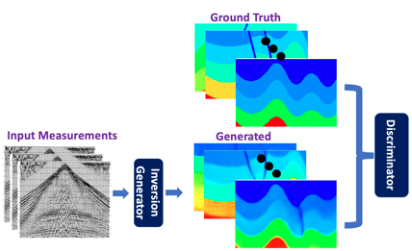 Ground Truth
Input Measurements
Inversion
Generator
Generated
Discriminator